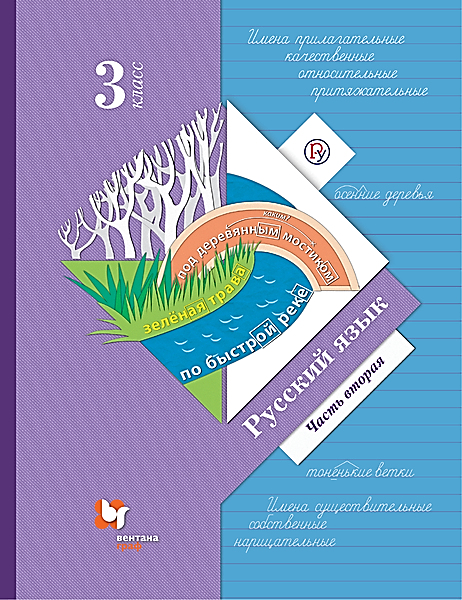 3 класс
Имена прилагательные
качественные
относительные
притяжательные
осенние деревья
каким?
под деревянным мостиком
зелёная трава
по быстрой реке
Русский язык
Часть вторая
тоненькие ветки
Имена существительные
собственные
нарицательные
вентана
граф